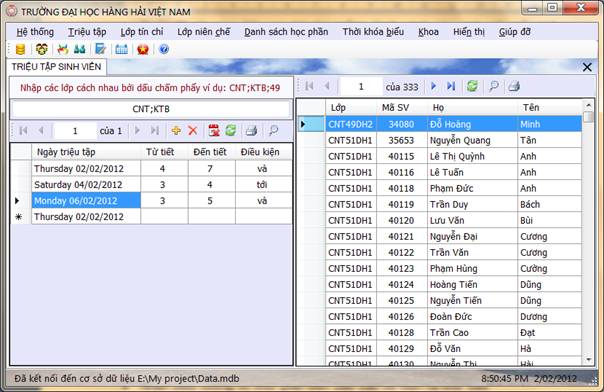 TRƯỜNG ĐẠI HỌC HÀNG HẢI VIỆT NAM
Hệ thống Triệu tập Lớp tín chỉ Lớp niên chế Danh sách học phần Thời khóa biểu Khoa Hiển thị Giúp đỡ
TRIỆU TẬP SINH VIÊN
Nhập các lớp cách nhau bởi dấu chấm phẩy ví dụ: CNT;KTB;49
CNT;KTB
1 của 1
Ngày triệu tập Từ tiết Đến tiết Điều kiện
Thursday 02/02/2012 4 7 và
Saturday 04/02/2012 3 4 tới
Monday 06/02/2012 3 5 và
Thursday 02/02/2012
1 của 333
Lớp Mã SV Họ Tên
CNT49DH2 34080 Đỗ Hoàng Minh
CNT51DH1 35653 Nguyễn Quang Tân
CNT51DH1 40115 Lê Thị Quỳnh Anh
CNT51DH1 40116 Lê Tuấn Anh
CNT51DH1 40118 Phạm Đức Anh
CNT51DH1 40119 Trần Duy Bách
CNT51DH1 40120 Lưu Văn Bùi
CNT51DH1 40121 Nguyễn Đại Cương
CNT51DH1 40122 Trần Văn Cương
CNT51DH1 40123 Phạm Hùng Cường
CNT51DH1 40124 Hoàng Tiến Dũng
CNT51DH1 40125 Nguyễn Tiến Dũng
CNT51DH1 40126 Đoàn Đức Dương
CNT51DH1 40128 Trần Cao Đạt
CNT51DH1 40129 Đỗ Văn Hà
CNT51DH1 40130 Nguyễn Thị Hải
Đã kết nối đến cơ sở dữ liệu E:\My project\Data.mdb 8:50:45 PM 2/02/2012